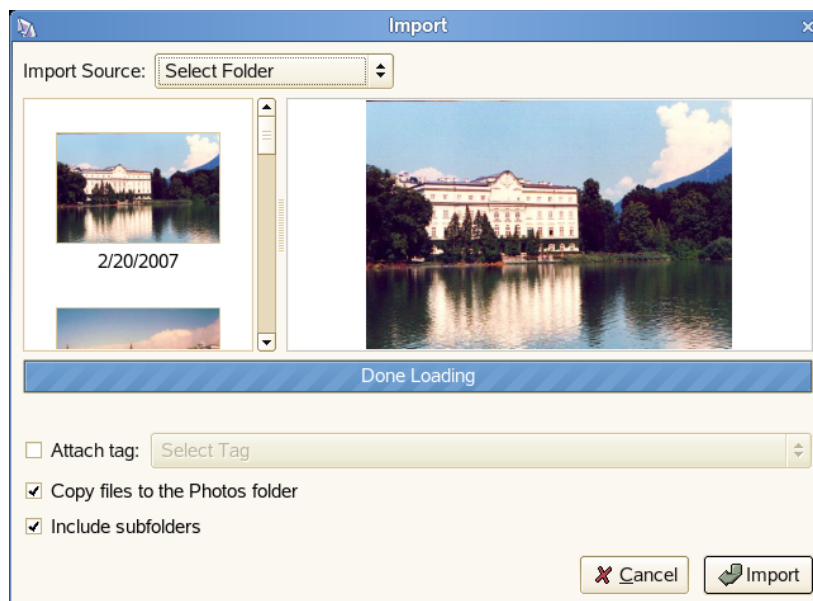 Import
Import Source: Select Folder
2/20/2007
Done Loading
Attach tag: Select Tag
Copy files to the Photos folder
Include subfolders
Cancel Import